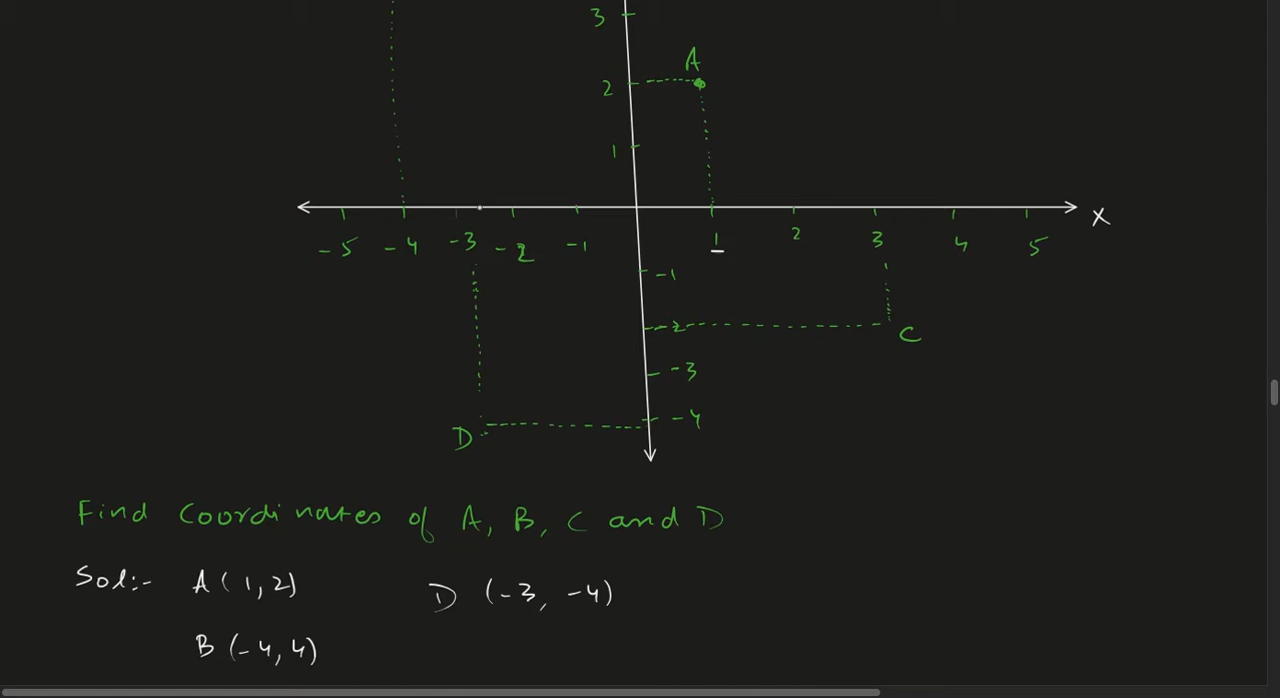 3
A
2
1
X
-5 -4 -3 -2 -1 1 2 3 4 5
-1
-2
C
-3
-4
D
Find Coordinates of A, B, C and D
Sol:- A(1,2) D (-3, -4)
B(-4,4)